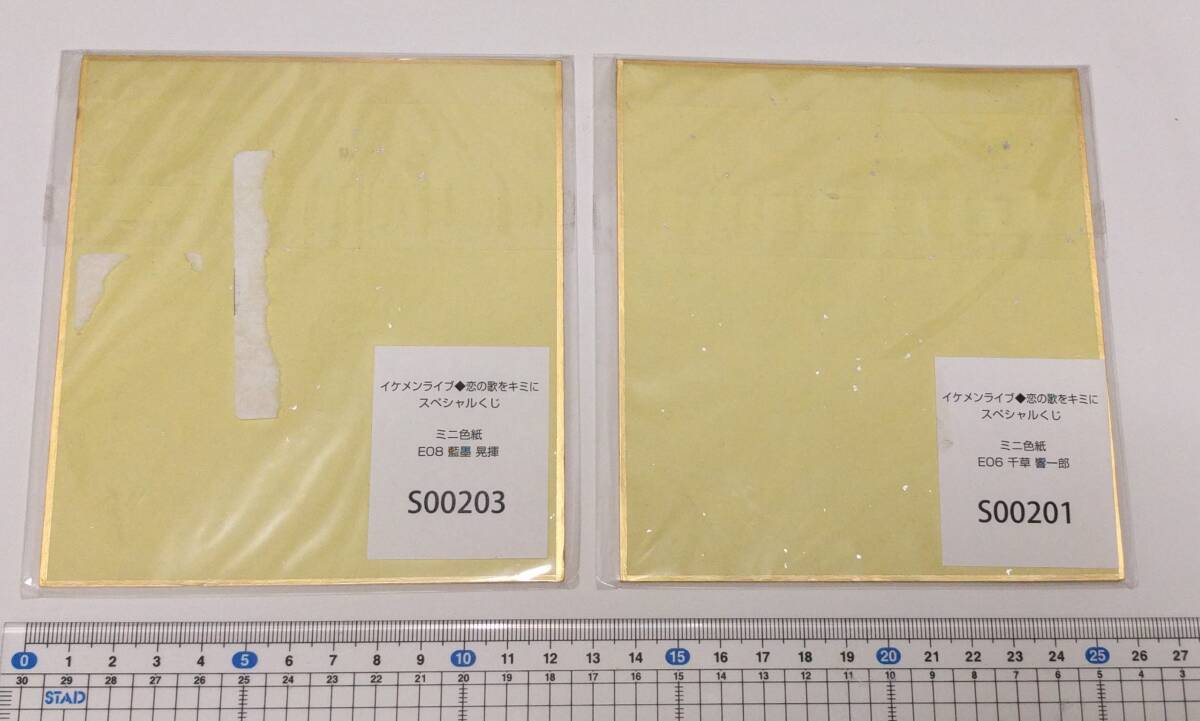 イケメンライブ◆恋の歌をキミに
スペシャルくじ
ミニ色紙
E08 藍墨 晃揮
S00203
イケメンライブ◆恋の歌をキミに
スペシャルくじ
ミニ色紙
E06 千草 響一郎
S00201
0 1 2 3 4 5 6 7 8 9 10 11 12 13 14 15 16 17 18 19 20 21 22 23 24 25 26 27
30 29 28 27 26 25 24 23 22 21 20 19 18 17 16 15 14 13 12 11 10 9 8 7 6 5 4 3
STAD